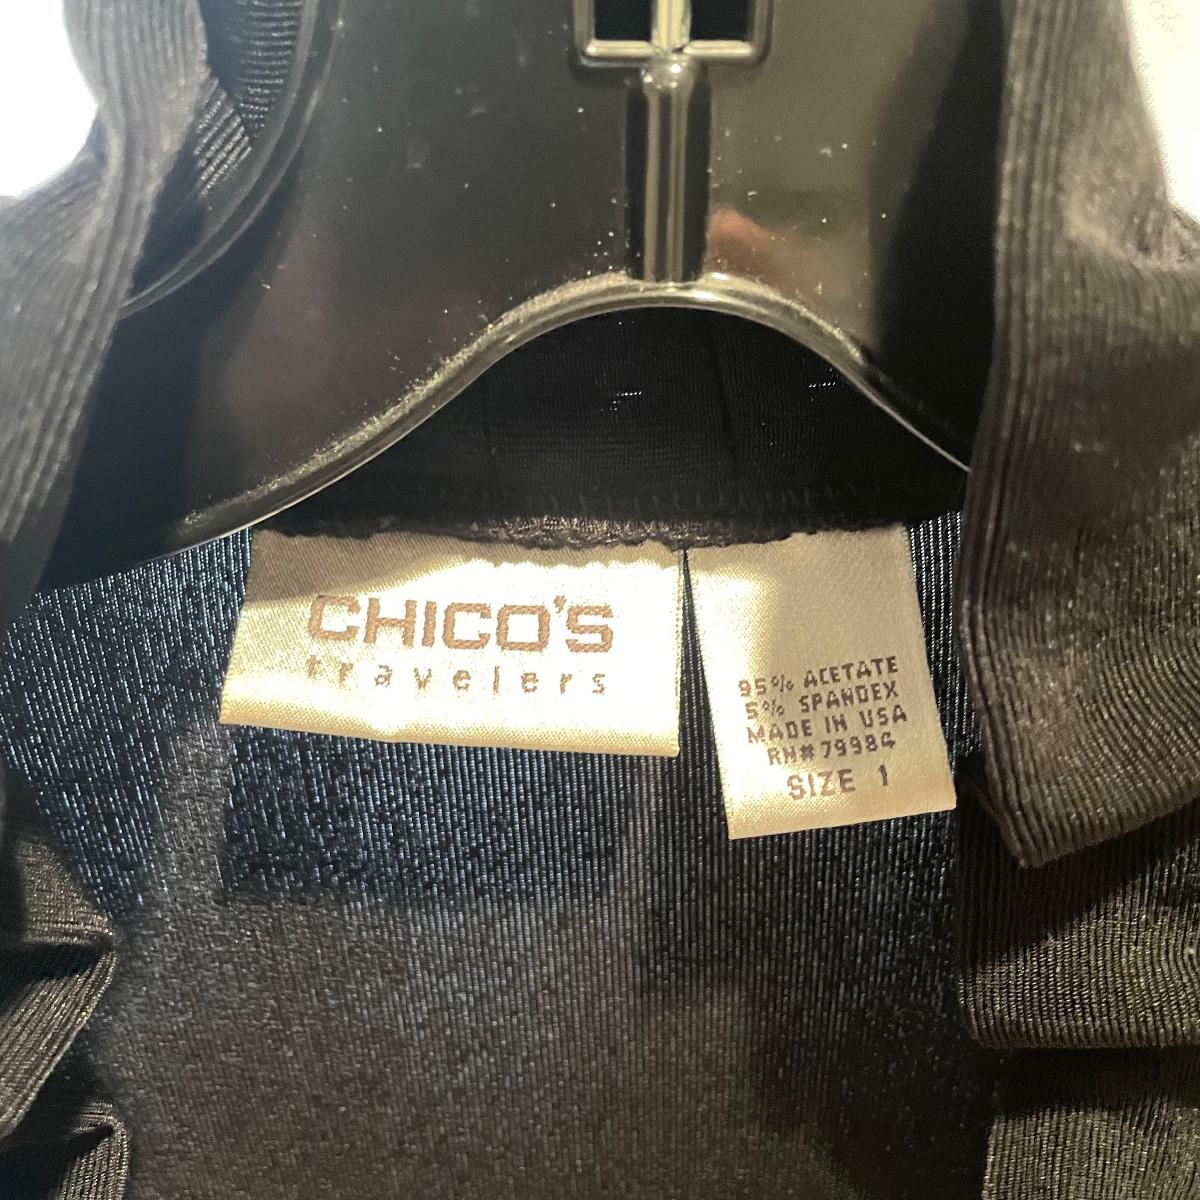 CHICO'S
travelers
95% ACETATE
5% SPANDEX
MADE IN USA
RN# 79984
SIZE 1